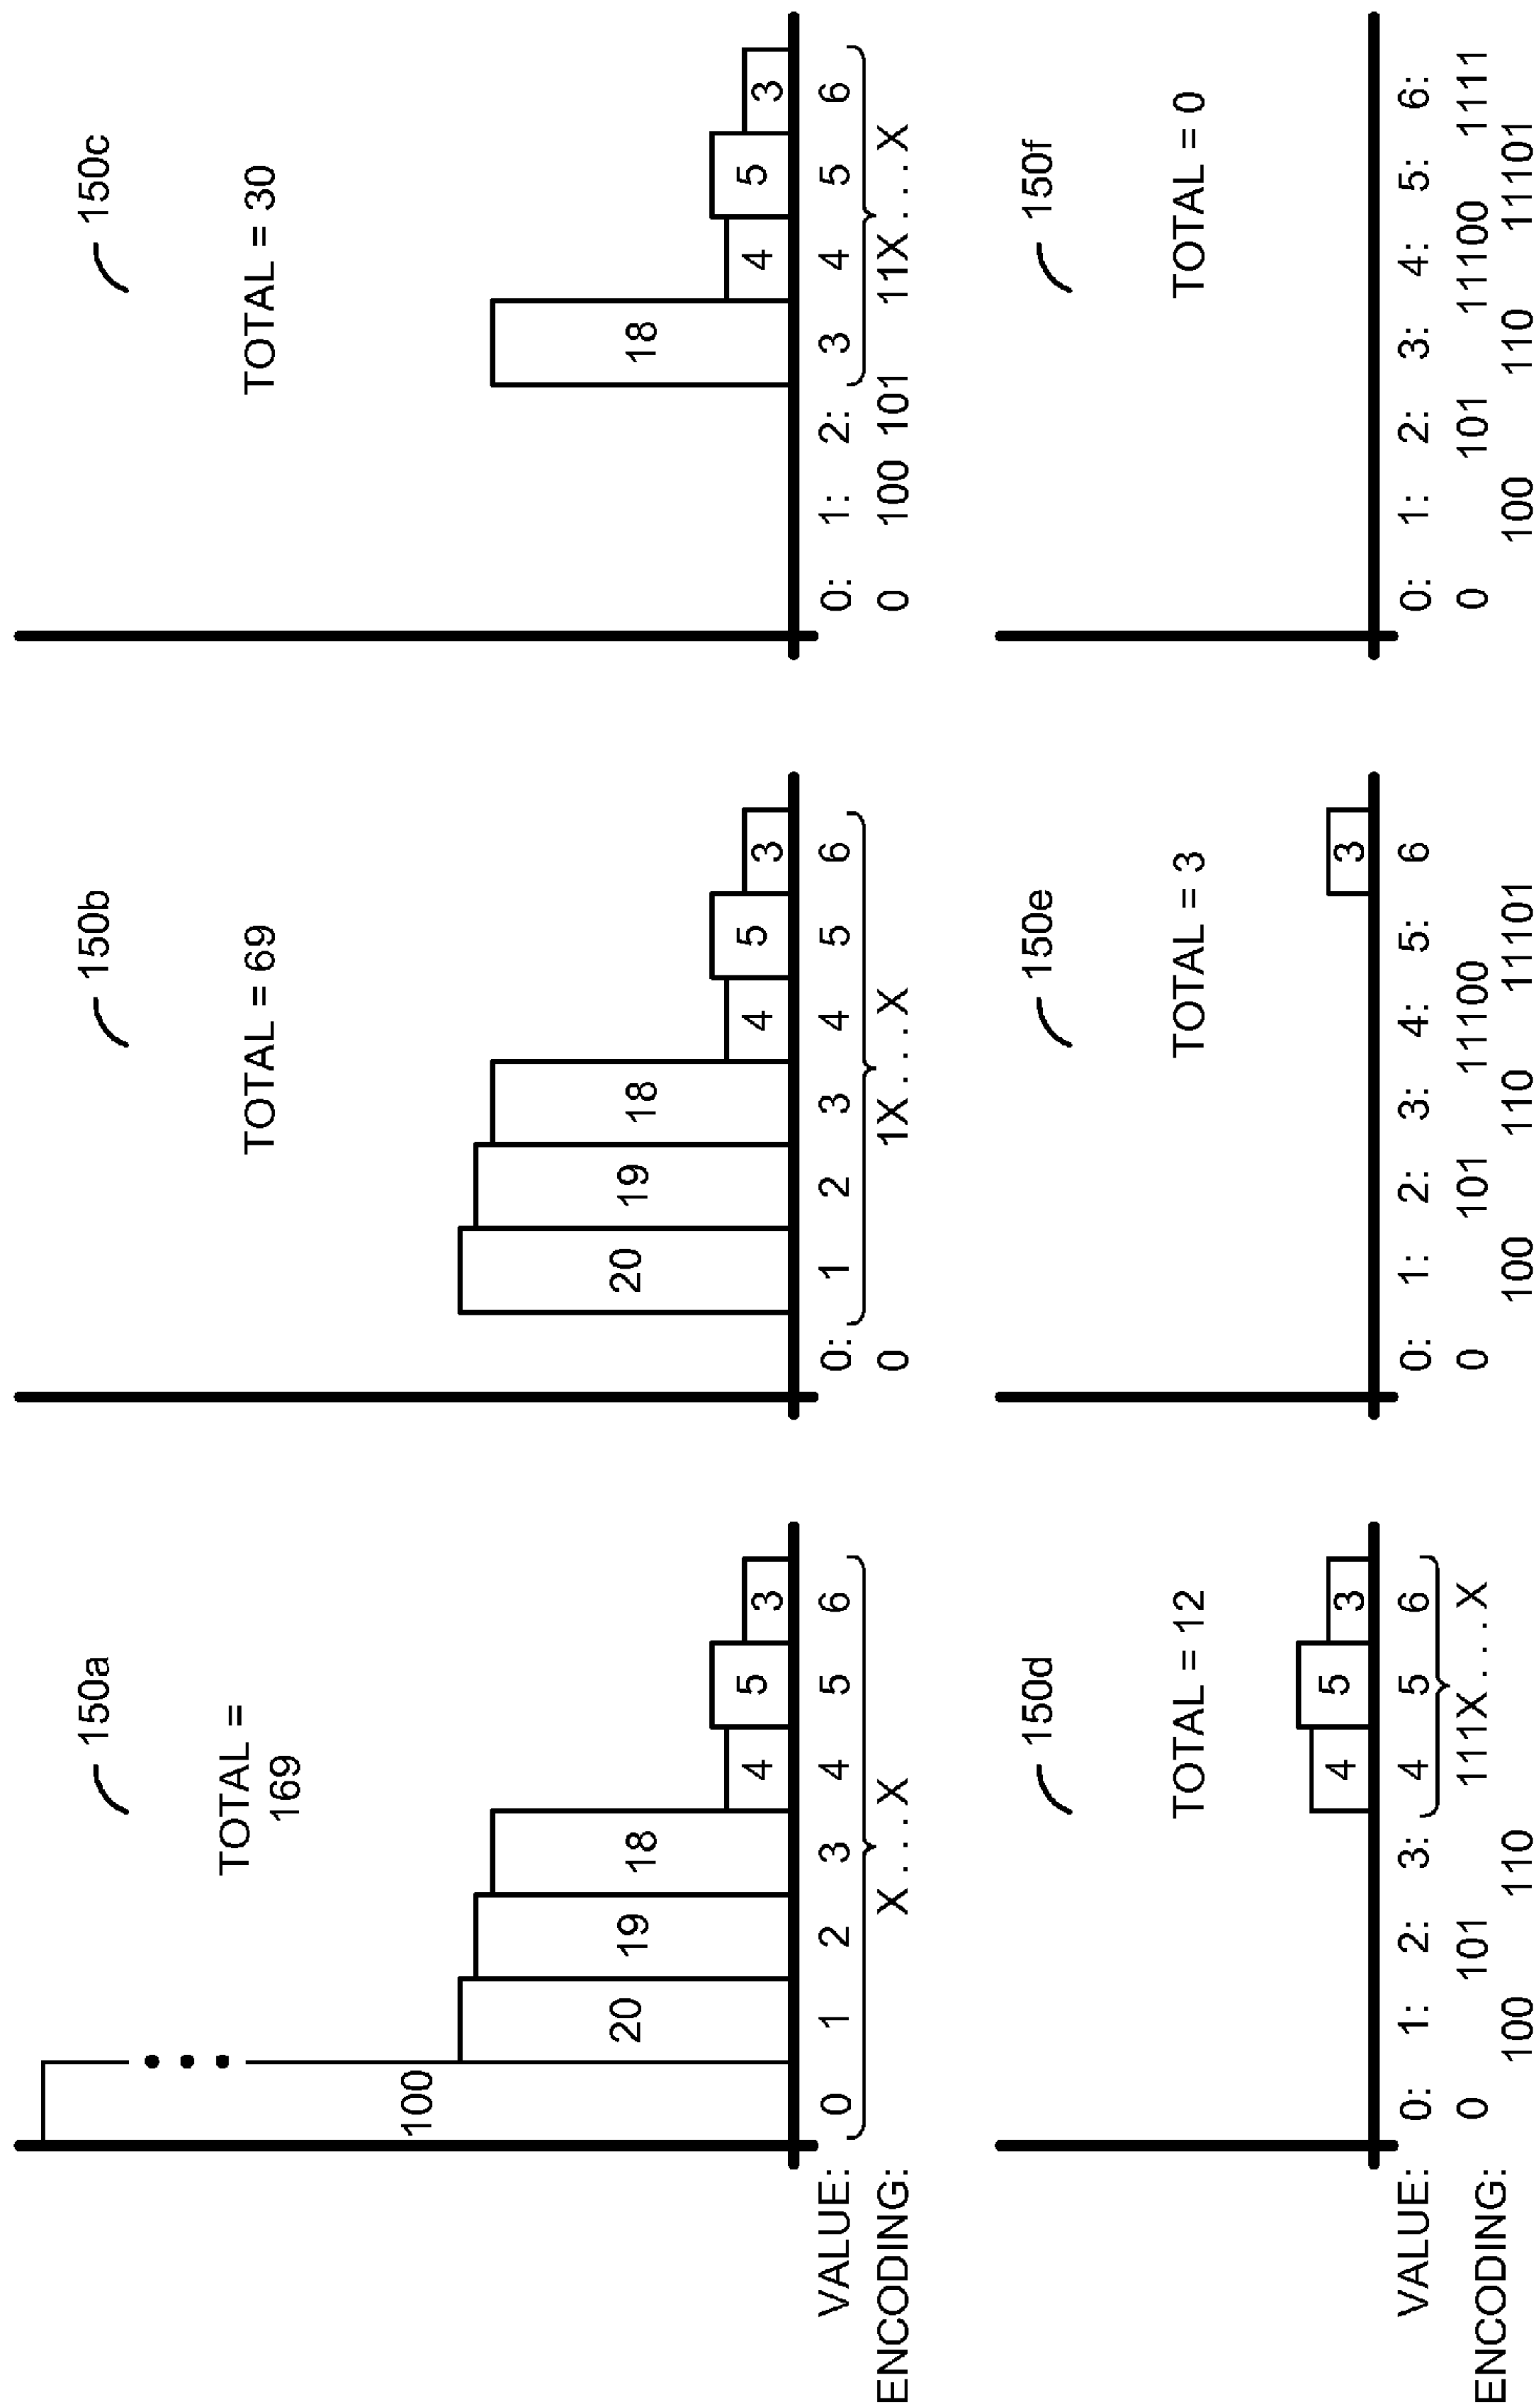 150a
TOTAL =
169
100
20
19
18
4
5
3
VALUE: 0 1 2 3 4 5 6
ENCODING: X . . . X
150b
TOTAL = 69
20
19
18
4
5
3
0: 1 2 3 4 5 6
0 1X . . . X
150c
TOTAL = 30
18
4
5
3
0: 1: 2: 3 4 5 6
0 100 101 11X . . . X
150d
TOTAL = 12
4
5
3
VALUE: 0: 1: 2: 3: 4 5 6
ENCODING: 0 101 111X . . . X
100 110
150e
TOTAL = 3
3
0: 1: 2: 3: 4: 5: 6
0 101 11100
100 110 11101
150f
TOTAL = 0
0: 1: 2: 3: 4: 5: 6:
0 101 11100 1111
100 110 11101